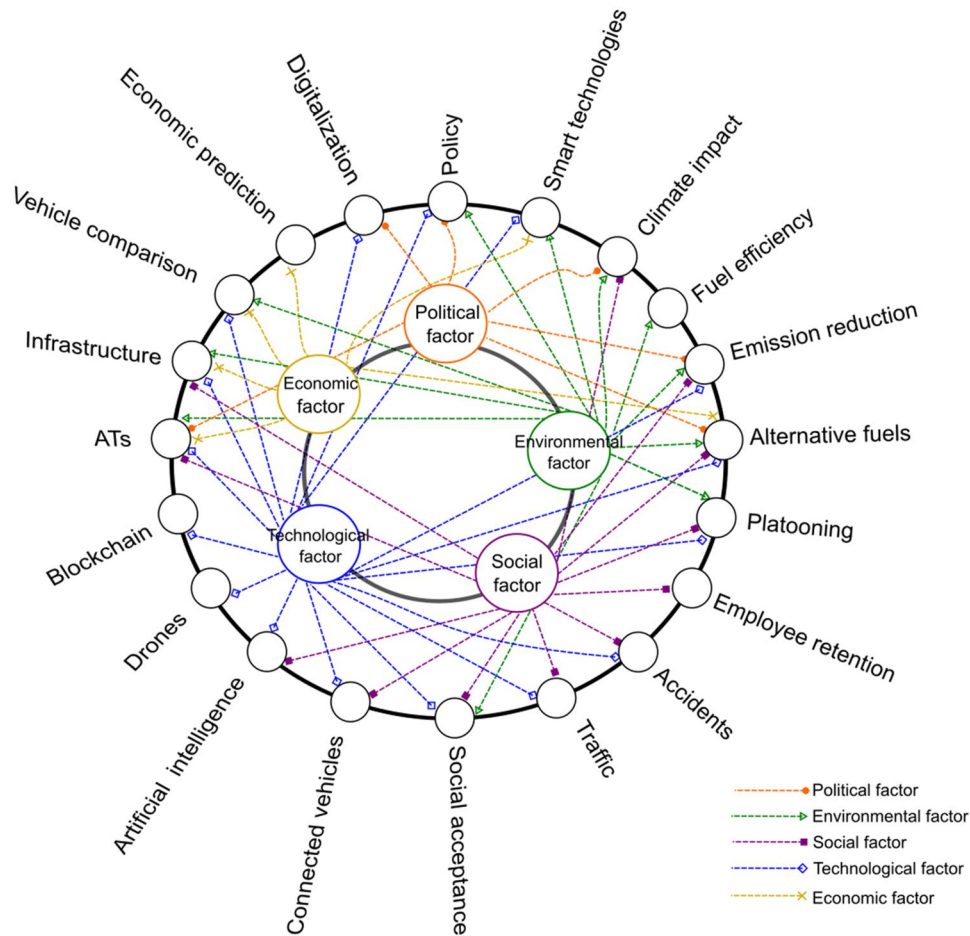 Smart technologies
Digitalization
Policy
Economic prediction
Climate impact
Vehicle comparison
Fuel efficiency
Infrastructure
Emission reduction
ATs
Alternative fuels
Blockchain
Platooning
Drones
Employee retention
Artificial intelligence
Accidents
Connected vehicles
Social acceptance
Traffic
Political
factor
Economic
factor
Environmental
factor
Technological
factor
Social
factor
Political factor
Environmental factor
Social factor
Technological factor
Economic factor